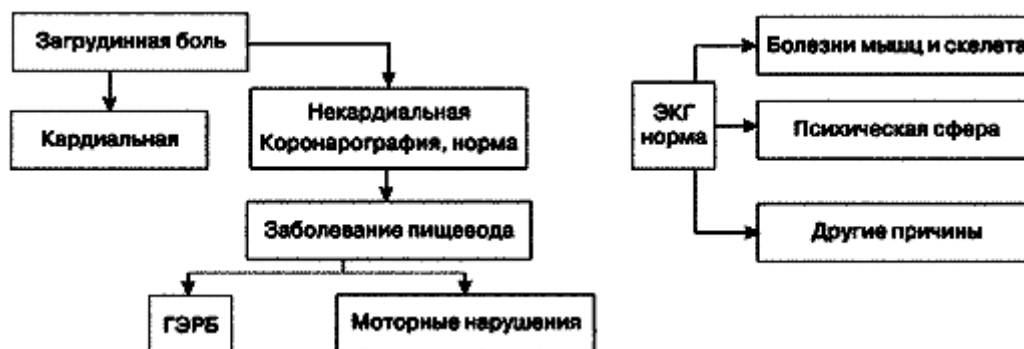 Загрудинная боль
Кардиальная
Некардиальная
Коронарография, норма
Заболевание пищевода
ГЭРБ
Моторные нарушения
ЭКГ
норма
Болезни мышц и скелета
Психическая сфера
Другие причины